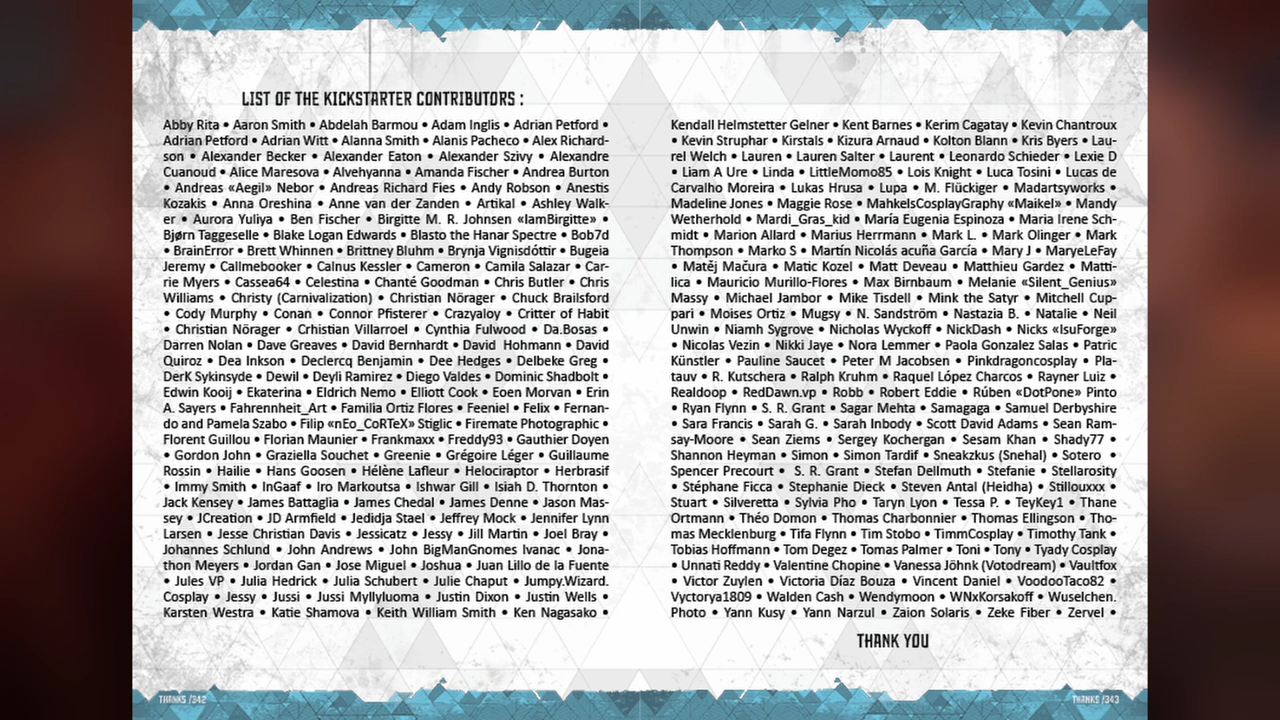 LIST OF THE KICKSTARTER CONTRIBUTORS :
Abby Rita • Aaron Smith • Abdelah Barmou • Adam Inglis • Adrian Petford •
Adrian Petford • Adrian Witt • Alanna Smith • Alanis Pacheco • Alex Richard-
son • Alexander Becker • Alexander Eaton • Alexander Szivy • Alexandre
Cuanoud • Alice Maresova • Alvehyanna • Amanda Fischer • Andrea Burton
• Andreas «Aegil» Nebor • Andreas Richard Fies • Andy Robson • Anestis
Kozakis • Anna Oreshina • Anne van der Zanden • Artikal • Ashley Walk-
er • Aurora Yuliya • Ben Fischer • Birgitte M. R. Johnsen «IamBirgitte» •
Bjørn Taggeselle • Blake Logan Edwards • Blasto the Hanar Spectre • Bob7d
• BrainError • Brett Whinnen • Brittney Bluhm • Brynja Vignisdóttir • Bugeia
Jeremy • Callmebooker • Calnus Kessler • Cameron • Camila Salazar • Car-
rie Myers • Cassea64 • Celestina • Chanté Goodman • Chris Butler • Chris
Williams • Christy (Carnivalization) • Christian Nörager • Chuck Brailsford
• Cody Murphy • Conan • Connor Pfisterer • Crazyaloy • Critter of Habit
• Christian Nörager • Crhistian Villarroel • Cynthia Fulwood • Da.Bosas •
Darren Nolan • Dave Greaves • David Bernhardt • David Hohmann • David
Quiroz • Dea Inkson • Declercq Benjamin • Dee Hedges • Delbeke Greg •
DerK Sykinsyde • Dewil • Deyli Ramirez • Diego Valdes • Dominic Shadbolt •
Edwin Kooij • Ekaterina • Eldrich Nemo • Elliott Cook • Eoen Morvan • Erin
A. Sayers • Fahrennheit_Art • Familia Ortiz Flores • Feeniel • Felix • Fernan-
do and Pamela Szabo • Filip «nEo_CoRTeX» Stiglic • Firemate Photographic •
Florent Guillou • Florian Maunier • Frankmaxx • Freddy93 • Gauthier Doyen
• Gordon John • Graziella Souchet • Greenie • Grégoire Léger • Guillaume
Rossin • Hailie • Hans Goosen • Hélène Lafleur • Helociraptor • Herbrasif
• Immy Smith • InGaaf • Iro Markoutsa • Ishwar Gill • Isiah D. Thornton •
Jack Kensey • James Battaglia • James Chedal • James Denne • Jason Mas-
sey • JCreation • JD Armfield • Jedidja Stael • Jeffrey Mock • Jennifer Lynn
Larsen • Jesse Christian Davis • Jessicatz • Jessy • Jill Martin • Joel Bray •
Johannes Schlund • John Andrews • John BigManGnomes Ivanac • Jona-
thon Meyers • Jordan Gan • Jose Miguel • Joshua • Juan Lillo de la Fuente
• Jules VP • Julia Hedrick • Julia Schubert • Julie Chaput • Jumpy.Wizard.
Cosplay • Jessy • Jussi • Jussi Myllyluoma • Justin Dixon • Justin Wells •
Karsten Westra • Katie Shamova • Keith William Smith • Ken Nagasako •
Kendall Helmstetter Gelner • Kent Barnes • Kerim Cagatay • Kevin Chantroux
• Kevin Struphar • Kirstals • Kizura Arnaud • Kolton Blann • Kris Byers • Lau-
rel Welch • Lauren • Lauren Salter • Laurent • Leonardo Schieder • Lexie D
• Liam A Ure • Linda • LittleMomo85 • Lois Knight • Luca Tosini • Lucas de
Carvalho Moreira • Lukas Hrusa • Lupa • M. Flückiger • Madartsyworks •
Madeline Jones • Maggie Rose • MahkelsCosplayGraphy «Maikel» • Mandy
Wetherhold • Mardi_Gras_kid • María Eugenia Espinoza • Maria Irene Sch-
midt • Marion Allard • Marius Herrmann • Mark L. • Mark Olinger • Mark
Thompson • Marko S • Martín Nicolás acuña García • Mary J • MaryeLeFay
• Matěj Mačura • Matic Kozel • Matt Deveau • Matthieu Gardez • Matti-
lica • Mauricio Murillo-Flores • Max Birnbaum • Melanie «Silent_Genius»
Massy • Michael Jambor • Mike Tisdell • Mink the Satyr • Mitchell Cup-
pari • Moises Ortiz • Mugsy • N. Sandström • Nastazia B. • Natalie • Neil
Unwin • Niamh Sygrove • Nicholas Wyckoff • NickDash • Nicks «IsuForge»
• Nicolas Vezin • Nikki Jaye • Nora Lemmer • Paola Gonzalez Salas • Patric
Künstler • Pauline Saucet • Peter M Jacobsen • Pinkdragoncosplay • Pla-
tauv • R. Kutschera • Ralph Kruhm • Raquel López Charcos • Rayner Luiz •
Realdoop • RedDawn.vp • Robb • Robert Eddie • Rúben «DotPone» Pinto
• Ryan Flynn • S. R. Grant • Sagar Mehta • Samagaga • Samuel Derbyshire
• Sara Francis • Sarah G. • Sarah Inbody • Scott David Adams • Sean Ram-
say-Moore • Sean Ziems • Sergey Kochergan • Sesam Khan • Shady77 •
Shannon Heyman • Simon • Simon Tardif • Sneakzkus (Snehal) • Sotero •
Spencer Precourt • S. R. Grant • Stefan Dellmuth • Stefanie • Stellarosity
• Stéphane Ficca • Stephanie Dieck • Steven Antal (Heidha) • Stillouxxx •
Stuart • Silveretta • Sylvia Pho • Taryn Lyon • Tessa P. • TeyKey1 • Thane
Ortmann • Théo Domon • Thomas Charbonnier • Thomas Ellingson • Tho-
mas Mecklenburg • Tifa Flynn • Tim Stobo • TimmCosplay • Timothy Tank •
Tobias Hoffmann • Tom Degez • Tomas Palmer • Toni • Tony • Tyady Cosplay
• Unnati Reddy • Valentine Chopine • Vanessa Jöhnk (Votodream) • Vaultfox
• Victor Zuylen • Victoria Díaz Bouza • Vincent Daniel • VoodooTaco82 •
Vyctorya1809 • Walden Cash • Wendymoon • WNxKorsakoff • Wuselchen.
Photo • Yann Kusy • Yann Narzul • Zaion Solaris • Zeke Fiber • Zervel •
THANK YOU
THANKS /342
THANKS /343